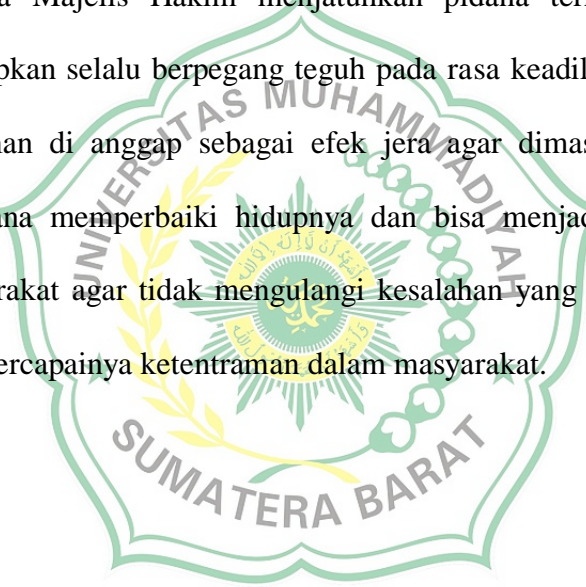 a Majelis Hakim menjatuhkan pidana ter
pkan selalu berpegang teguh pada rasa keadil
an di anggap sebagai efek jera agar dimas
na memperbaiki hidupnya dan bisa menjad
rakat agar tidak mengulangi kesalahan yang
ercapainya ketentraman dalam masyarakat.
UNIVERSITAS MUHAMMADIYAH
SUMATERA BARAT